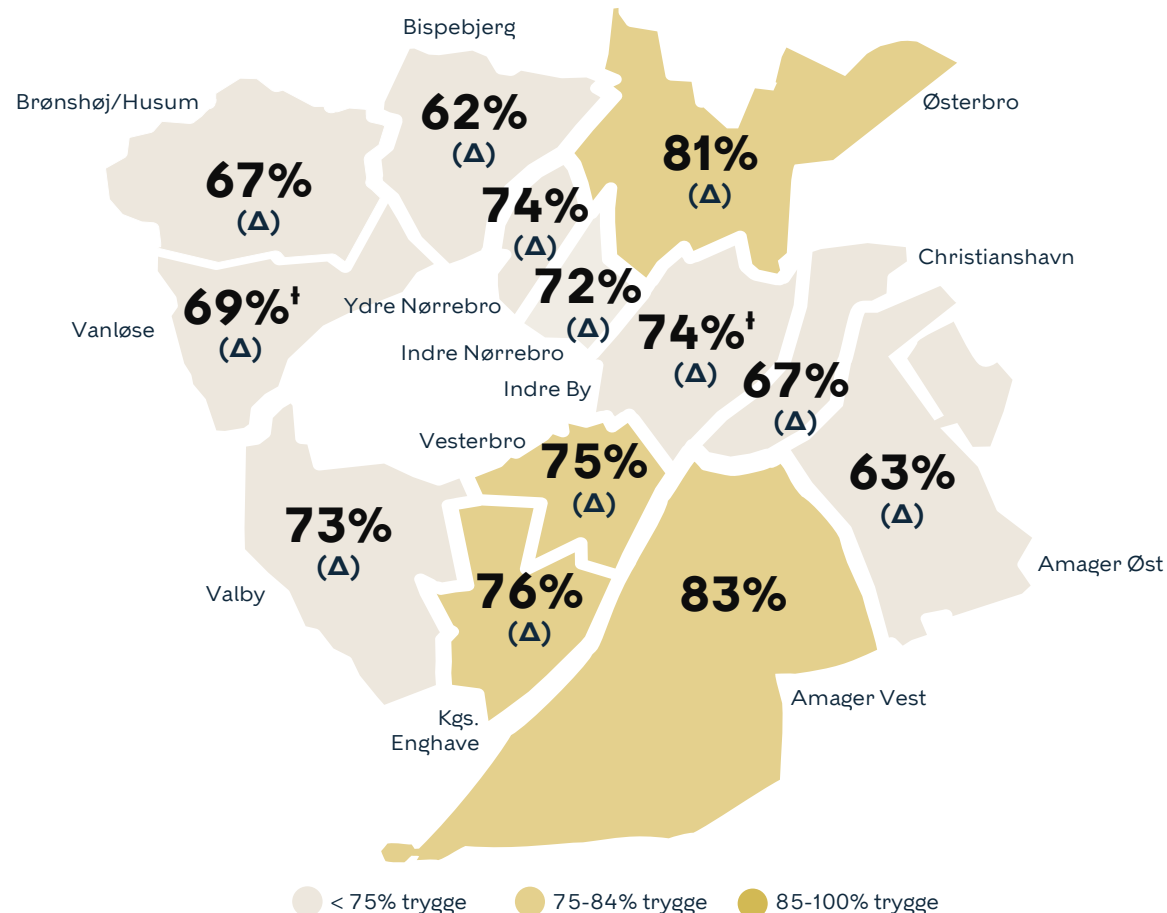 Bispebjerg
Brønshøj/Husum
Østerbro
62%
(Δ)
81%
(Δ)
67%
(Δ)
74%
(Δ)
Christianshavn
72%
(Δ)
69%ƚ
(Δ)
Ydre Nørrebro
Vanløse
74%ƚ
(Δ)
Indre Nørrebro
Indre By
67%
(Δ)
Vesterbro
75%
(Δ)
63%
(Δ)
73%
(Δ)
Amager Øst
Valby
76%
(Δ)
83%
Amager Vest
Kgs.
Enghave
< 75% trygge 75-84% trygge 85-100% trygge